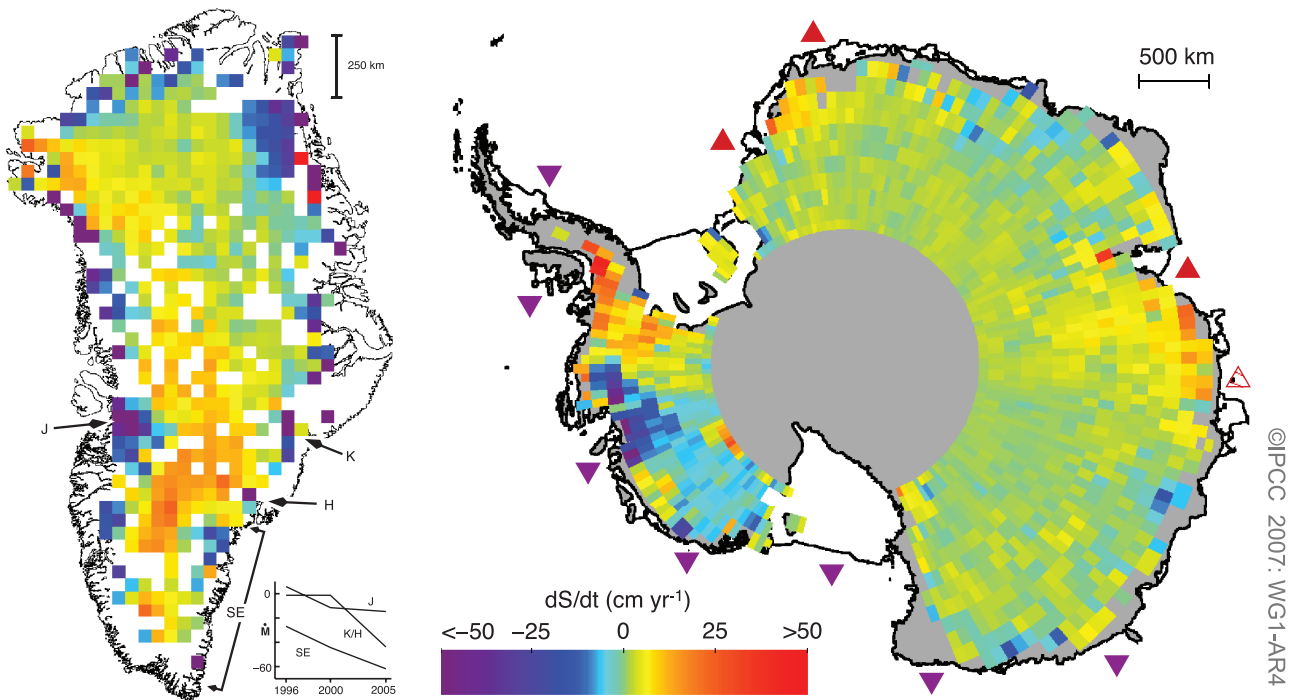 250 km
500 km
J
K
H
SE
0
J
Ṁ
K/H
SE
−60
1996 2000 2005
dS/dt (cm yr-1)
<−50 −25 0 25 >50
©IPCC 2007: WG1-AR4